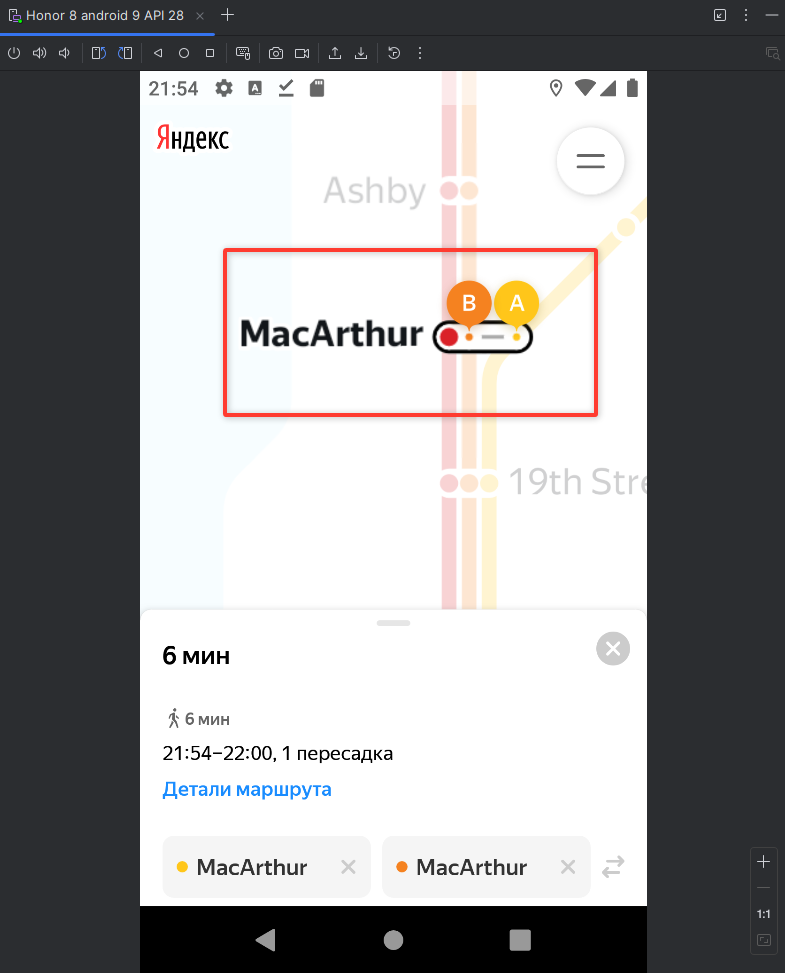 Honor 8 android 9 API 28
21:54
Яндекс
Ashby
B A
MacArthur
19th Stre
6 мин
6 мин
21:54–22:00, 1 пересадка
Детали маршрута
MacArthur
MacArthur
1:1